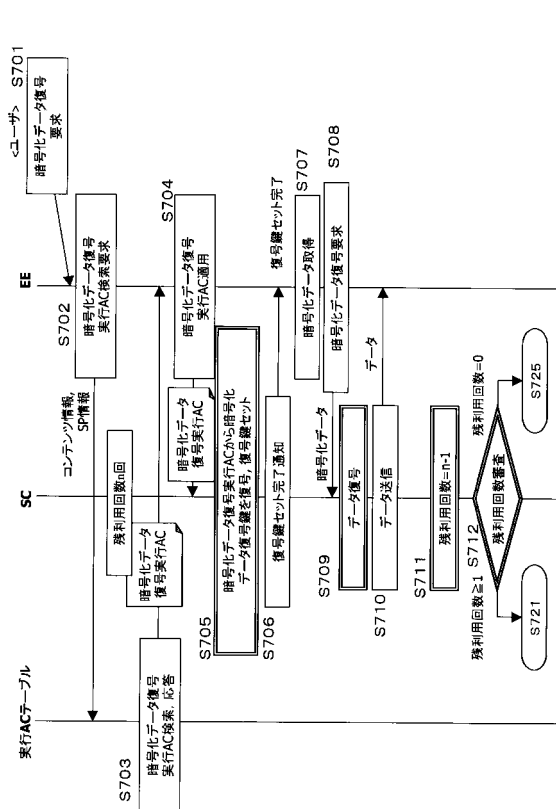 実行ACテーブル
SC
EE
<ユーザ>
S701
暗号化データ復号
要求
S702
暗号化データ復号
実行AC検索要求
コンテンツ情報,
SP情報
S703
暗号化データ復号
実行AC検索, 応答
残利用回数n回
暗号化データ
復号実行AC
S704
暗号化データ復号
実行AC適用
暗号化データ
復号実行AC
S705
暗号化データ復号実行ACから暗号化
データ復号鍵を復号, 復号鍵セット
S706
復号鍵セット完了通知
復号鍵セット完了
S707
暗号化データ取得
S708
暗号化データ復号要求
暗号化データ
S709
データ復号
S710
データ送信
データ
S711
残利用回数=n-1
S712
残利用回数審査
残利用回数≧1
残利用回数=0
S721
S725